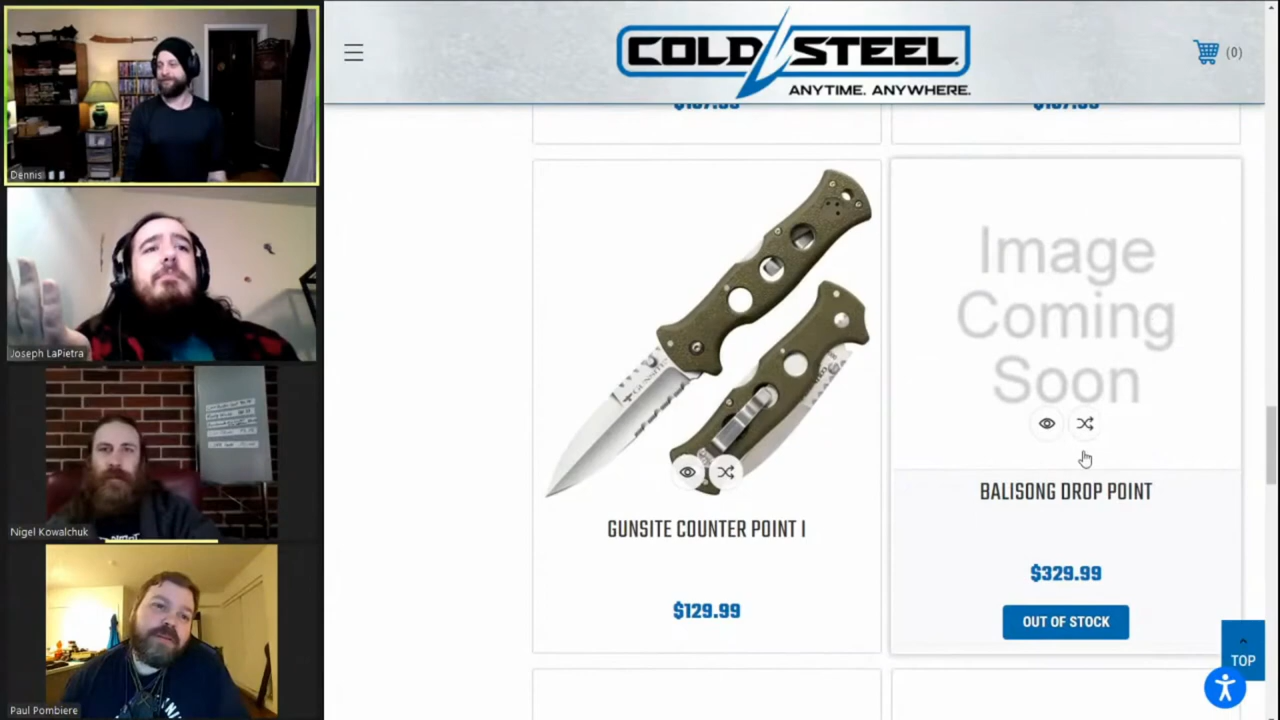 COLD STEEL
ANYTIME. ANYWHERE.
(0)
Dennis
Joseph LaPietra
Nigel Kowalchuk
Paul Pombiere
Image
Coming
Soon
GUNSITE COUNTER POINT I
$129.99
BALISONG DROP POINT
$329.99
OUT OF STOCK
TOP